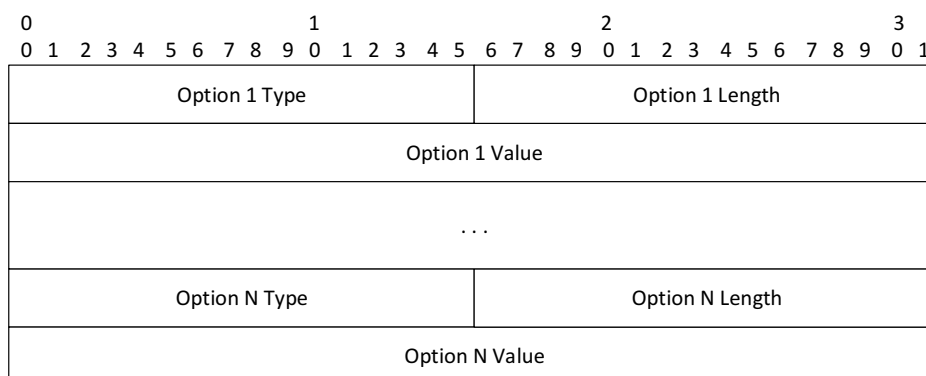 0 1 2 3
0 1 2 3 4 5 6 7 8 9 0 1 2 3 4 5 6 7 8 9 0 1 2 3 4 5 6 7 8 9 0 1
Option 1 Type Option 1 Length
Option 1 Value
. . .
Option N Type Option N Length
Option N Value